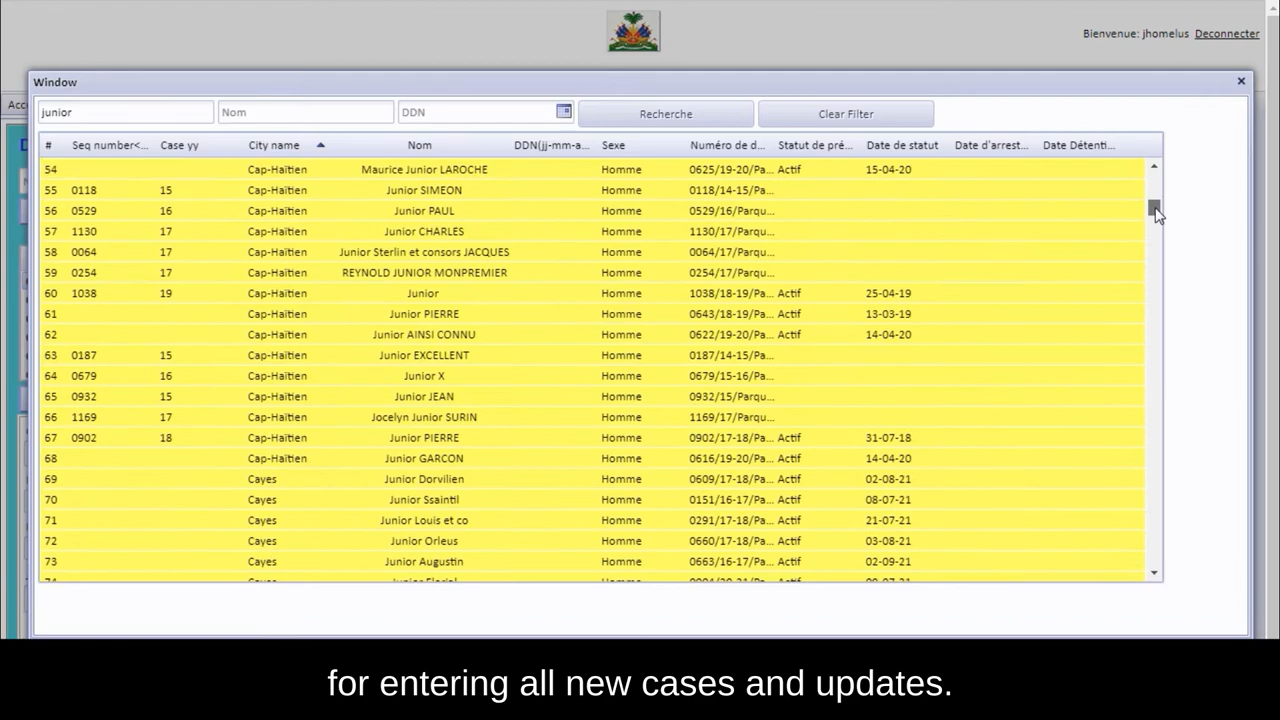 Bienvenue: jhomelus Deconnecter
Window
Acc
junior Nom DDN Recherche Clear Filter
# Seq number<... Case yy City name Nom DDN(jj-mm-a... Sexe Numéro de d... Statut de pré... Date de statut Date d'arrest... Date Détenti...
54 Cap-Haïtien Maurice Junior LAROCHE Homme 0625/19-20/Pa... Actif 15-04-20
55 0118 15 Cap-Haïtien Junior SIMEON Homme 0118/14-15/Pa...
56 0529 16 Cap-Haïtien Junior PAUL Homme 0529/16/Parqu...
57 1130 17 Cap-Haïtien Junior CHARLES Homme 1130/17/Parqu...
58 0064 17 Cap-Haïtien Junior Sterlin et consors JACQUES Homme 0064/17/Parqu...
59 0254 17 Cap-Haïtien REYNOLD JUNIOR MONPREMIER Homme 0254/17/Parqu...
60 1038 19 Cap-Haïtien Junior Homme 1038/18-19/Pa... Actif 25-04-19
61 Cap-Haïtien Junior PIERRE Homme 0643/18-19/Pa... Actif 13-03-19
62 Cap-Haïtien Junior AINSI CONNU Homme 0622/19-20/Pa... Actif 14-04-20
63 0187 15 Cap-Haïtien Junior EXCELLENT Homme 0187/14-15/Pa...
64 0679 16 Cap-Haïtien Junior X Homme 0679/15-16/Pa...
65 0932 15 Cap-Haïtien Junior JEAN Homme 0932/15/Parqu...
66 1169 17 Cap-Haïtien Jocelyn Junior SURIN Homme 1169/17/Parqu...
67 0902 18 Cap-Haïtien Junior PIERRE Homme 0902/17-18/Pa... Actif 31-07-18
68 Cap-Haïtien Junior GARCON Homme 0616/19-20/Pa... Actif 14-04-20
69 Cayes Junior Dorvilien Homme 0609/17-18/Pa... Actif 02-08-21
70 Cayes Junior Ssaintil Homme 0151/16-17/Pa... Actif 08-07-21
71 Cayes Junior Louis et co Homme 0291/17-18/Pa... Actif 21-07-21
72 Cayes Junior Orleus Homme 0660/17-18/Pa... Actif 03-08-21
73 Cayes Junior Augustin Homme 0663/16-17/Pa... Actif 02-09-21
for entering all new cases and updates.